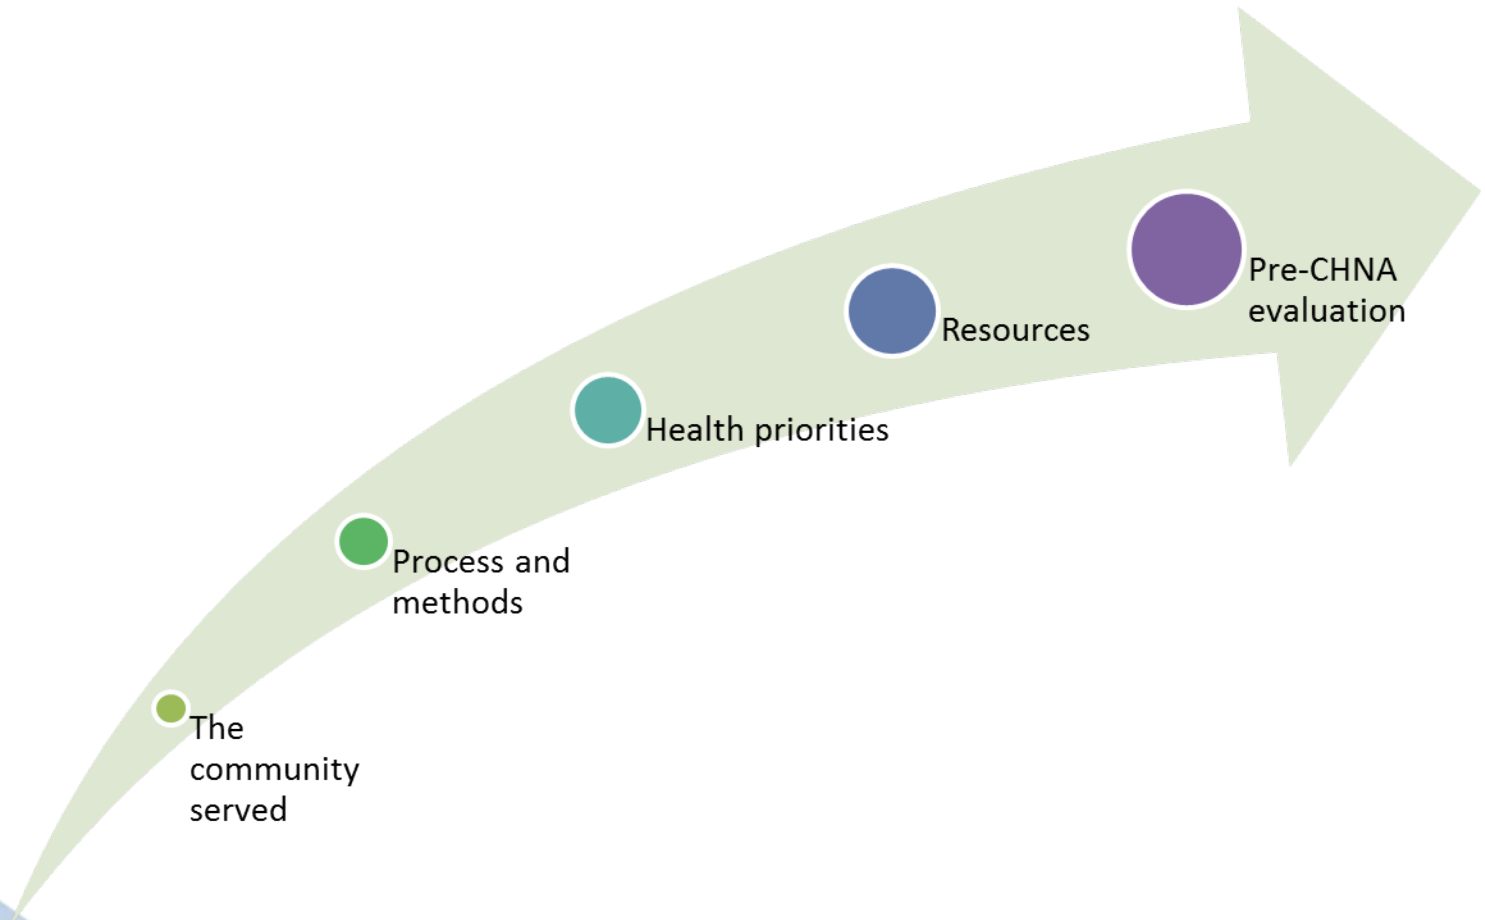 Pre-CHNA
evaluation
Resources
Health priorities
Process and
methods
The
community
served